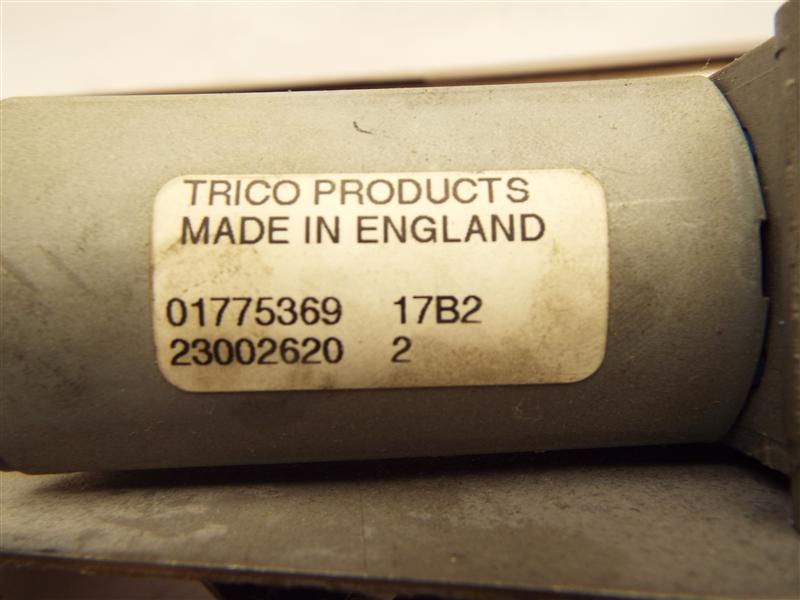 TRICO PRODUCTS
MADE IN ENGLAND
01775369 17B2
23002620 2